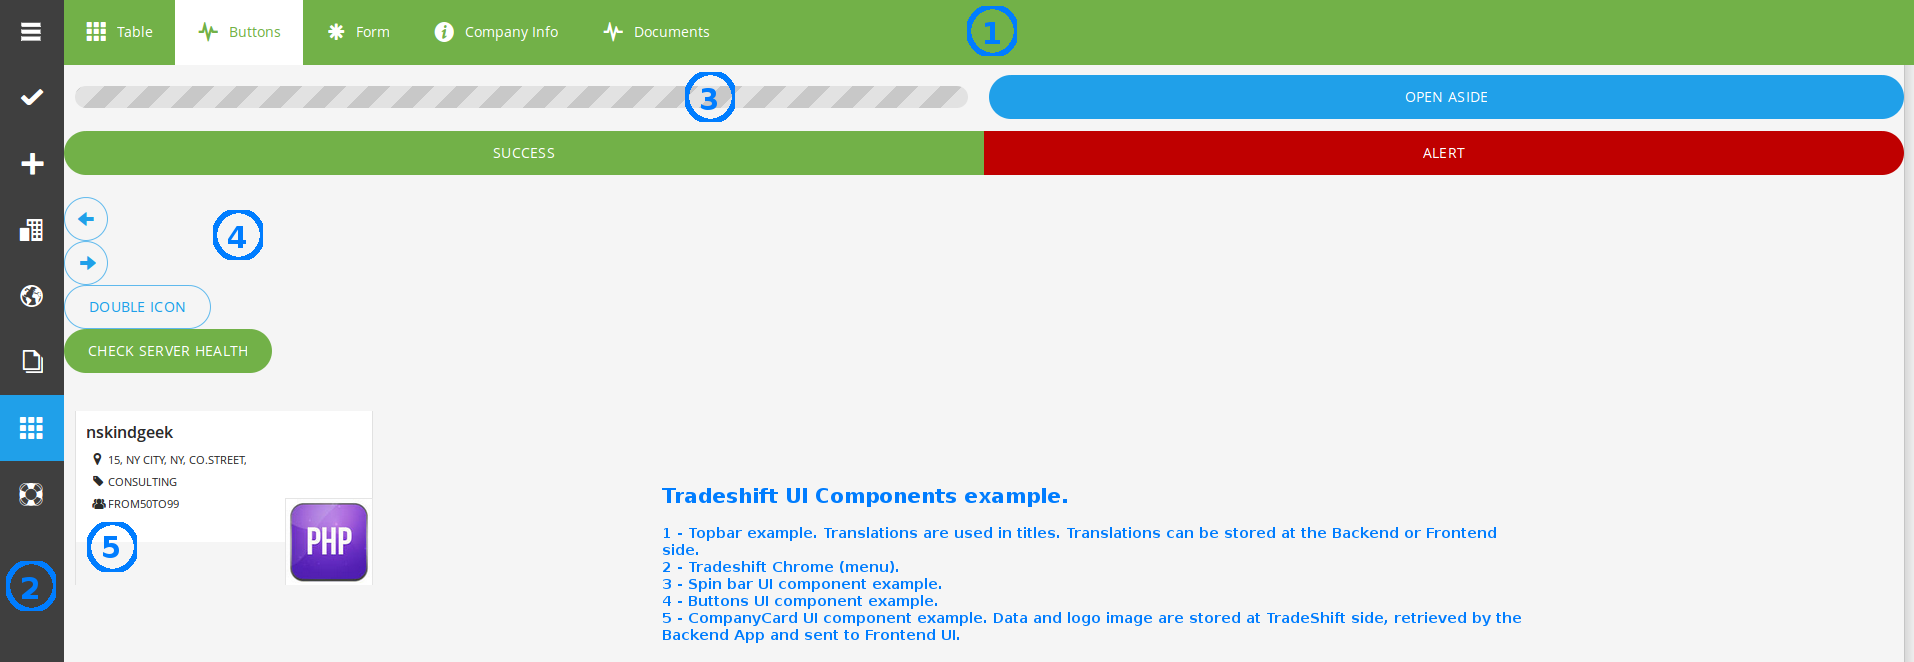 Table Buttons Form Company Info Documents 1
3 OPEN ASIDE
SUCCESS ALERT
4
DOUBLE ICON
CHECK SERVER HEALTH
nskindgeek
15, NY CITY, NY, CO.STREET,
CONSULTING
FROM50TO99
PHP
5
2
Tradeshift UI Components example.
1 - Topbar example. Translations are used in titles. Translations can be stored at the Backend or Frontend
side.
2 - Tradeshift Chrome (menu).
3 - Spin bar UI component example.
4 - Buttons UI component example.
5 - CompanyCard UI component example. Data and logo image are stored at TradeShift side, retrieved by the
Backend App and sent to Frontend UI.